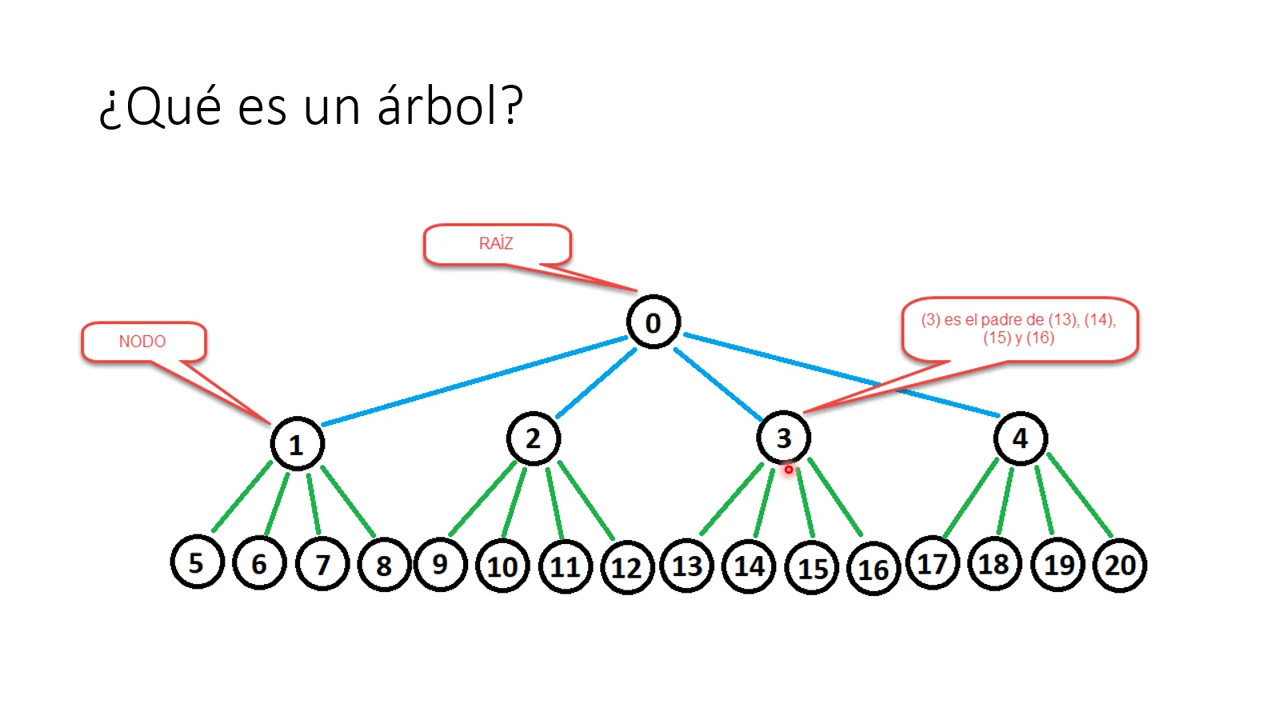 ¿Qué es un árbol?
RAÍZ
0
(3) es el padre de (13), (14),
(15) y (16)
NODO
1 2 3 4
5 6 7 8 9 10 11 12 13 14 15 16 17 18 19 20